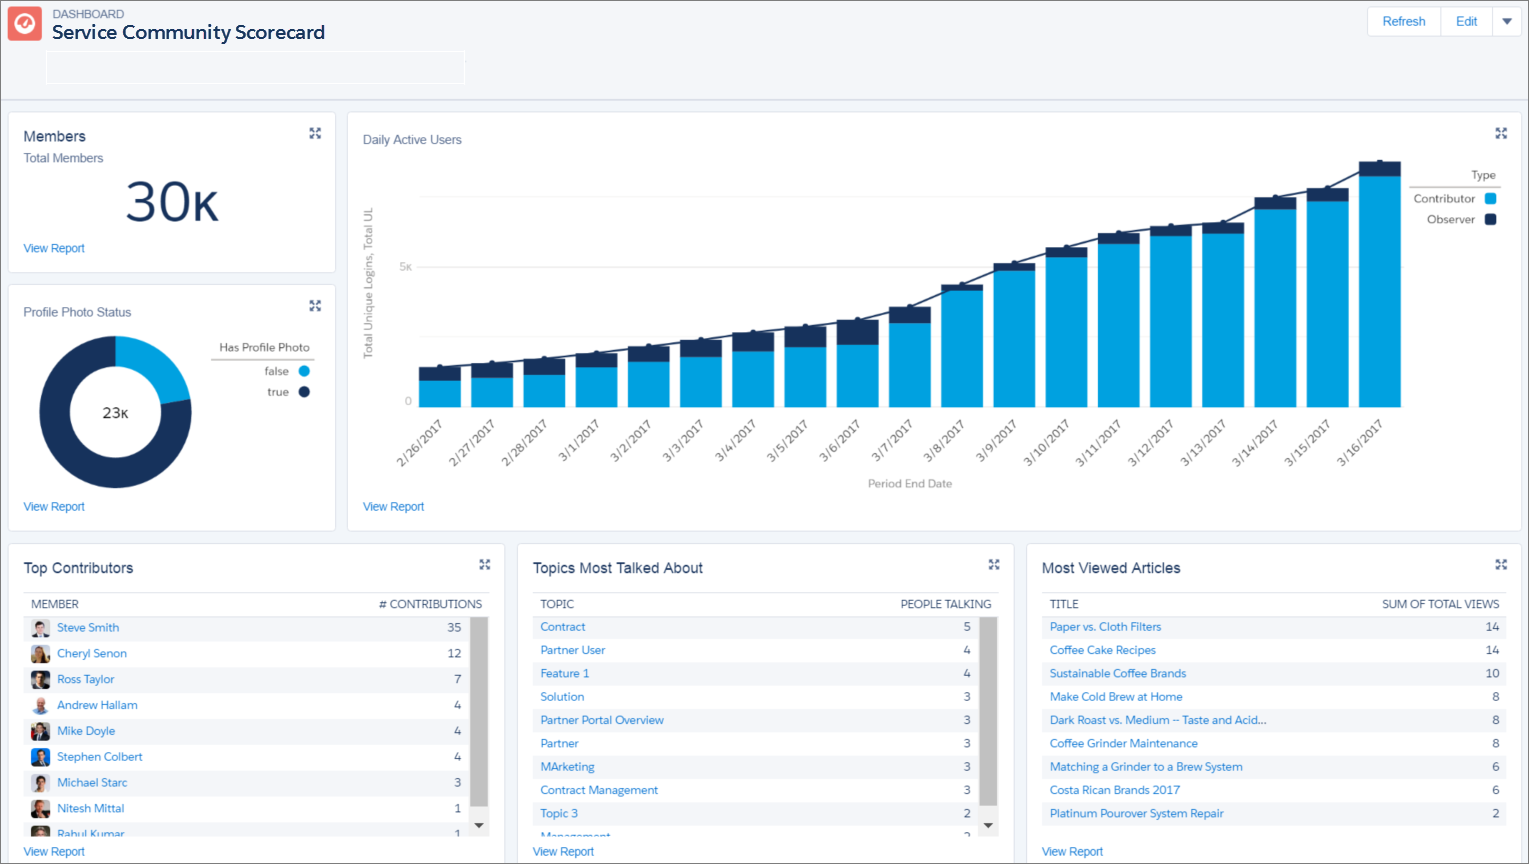 DASHBOARD
Service Community Scorecard
Refresh
Edit
Members
Total Members
30K
View Report
Profile Photo Status
Has Profile Photo
false
true
23K
View Report
Daily Active Users
Type
Contributor
Observer
Total Unique Logins, Total UL
5K
0
2/26/2017
2/27/2017
2/28/2017
3/1/2017
3/2/2017
3/3/2017
3/4/2017
3/5/2017
3/6/2017
3/7/2017
3/8/2017
3/9/2017
3/10/2017
3/11/2017
3/12/2017
3/13/2017
3/14/2017
3/15/2017
3/16/2017
Period End Date
View Report
Top Contributors
MEMBER # CONTRIBUTIONS
Steve Smith 35
Cheryl Senon 12
Ross Taylor 7
Andrew Hallam 4
Mike Doyle 4
Stephen Colbert 4
Michael Starc 3
Nitesh Mittal 1
Rahul Kumar 1
View Report
Topics Most Talked About
TOPIC PEOPLE TALKING
Contract 5
Partner User 4
Feature 1 4
Solution 3
Partner Portal Overview 3
Partner 3
MArketing 3
Contract Management 3
Topic 3 2
Management 2
View Report
Most Viewed Articles
TITLE SUM OF TOTAL VIEWS
Paper vs. Cloth Filters 14
Coffee Cake Recipes 14
Sustainable Coffee Brands 10
Make Cold Brew at Home 8
Dark Roast vs. Medium -- Taste and Acid... 8
Coffee Grinder Maintenance 8
Matching a Grinder to a Brew System 6
Costa Rican Brands 2017 6
Platinum Pourover System Repair 2
View Report